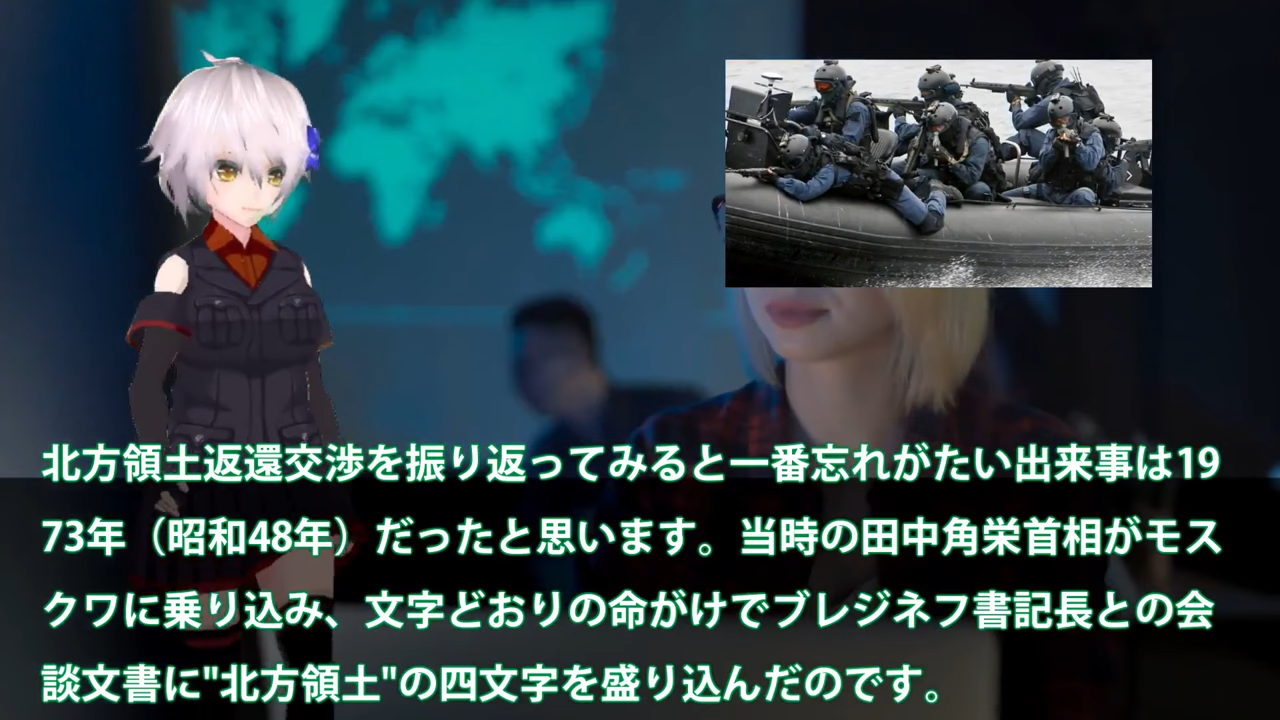 北方領土返還交渉を振り返ってみると一番忘れがたい出来事は19
73年（昭和48年）だったと思います。当時の田中角栄首相がモス
クワに乗り込み、文字どおりの命がけでブレジネフ書記長との会
談文書に"北方領土"の四文字を盛り込んだのです。